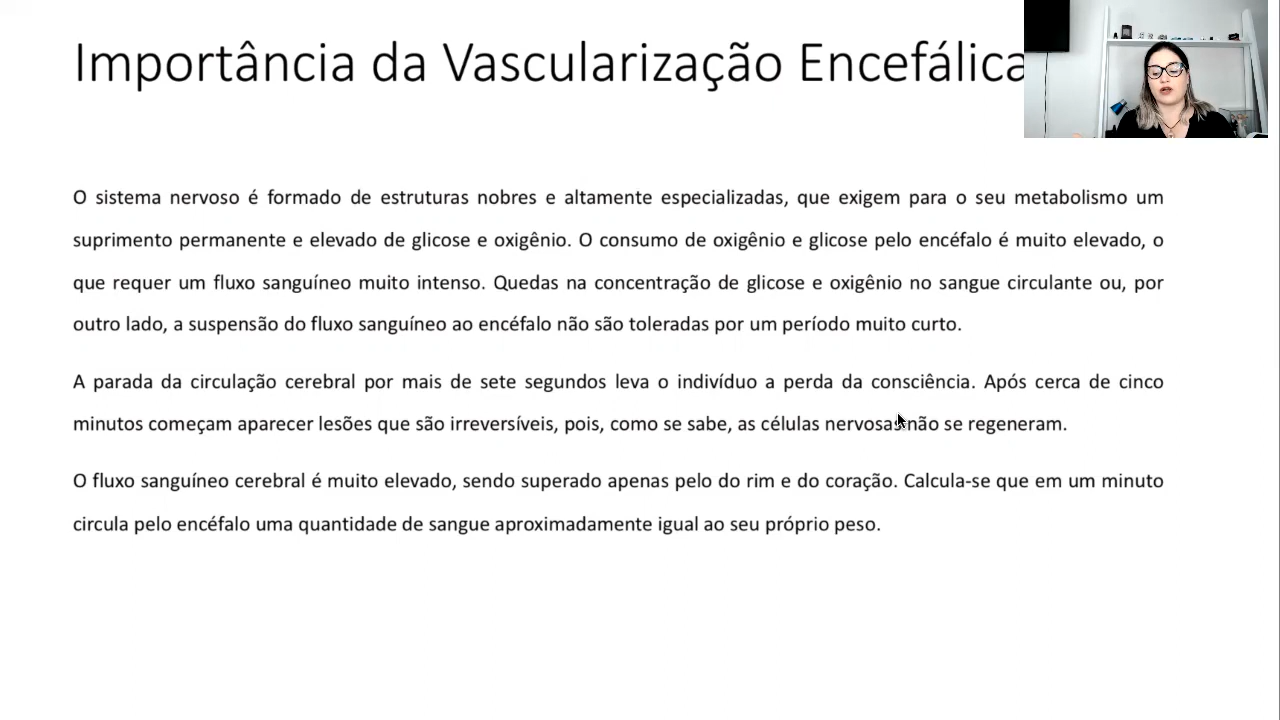 Importância da Vascularização Encefálica
O sistema nervoso é formado de estruturas nobres e altamente especializadas, que exigem para o seu metabolismo um
suprimento permanente e elevado de glicose e oxigênio. O consumo de oxigênio e glicose pelo encéfalo é muito elevado, o
que requer um fluxo sanguíneo muito intenso. Quedas na concentração de glicose e oxigênio no sangue circulante ou, por
outro lado, a suspensão do fluxo sanguíneo ao encéfalo não são toleradas por um período muito curto.
A parada da circulação cerebral por mais de sete segundos leva o indivíduo a perda da consciência. Após cerca de cinco
minutos começam aparecer lesões que são irreversíveis, pois, como se sabe, as células nervosas não se regeneram.
O fluxo sanguíneo cerebral é muito elevado, sendo superado apenas pelo do rim e do coração. Calcula-se que em um minuto
circula pelo encéfalo uma quantidade de sangue aproximadamente igual ao seu próprio peso.